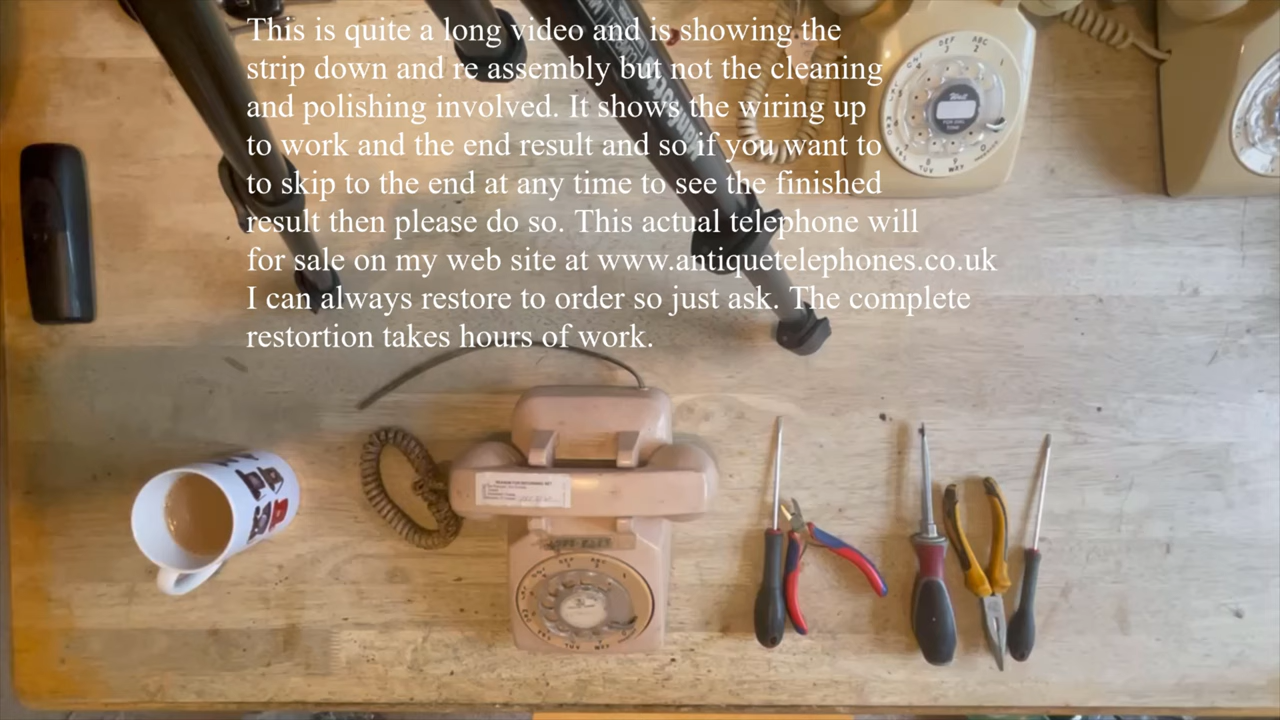 This is quite a long video and is showing the
strip down and re assembly but not the cleaning
and polishing involved. It shows the wiring up
to work and the end result and so if you want to
to skip to the end at any time to see the finished
result then please do so. This actual telephone will
for sale on my web site at www.antiquetelephones.co.uk
I can always restore to order so just ask. The complete
restortion takes hours of work.